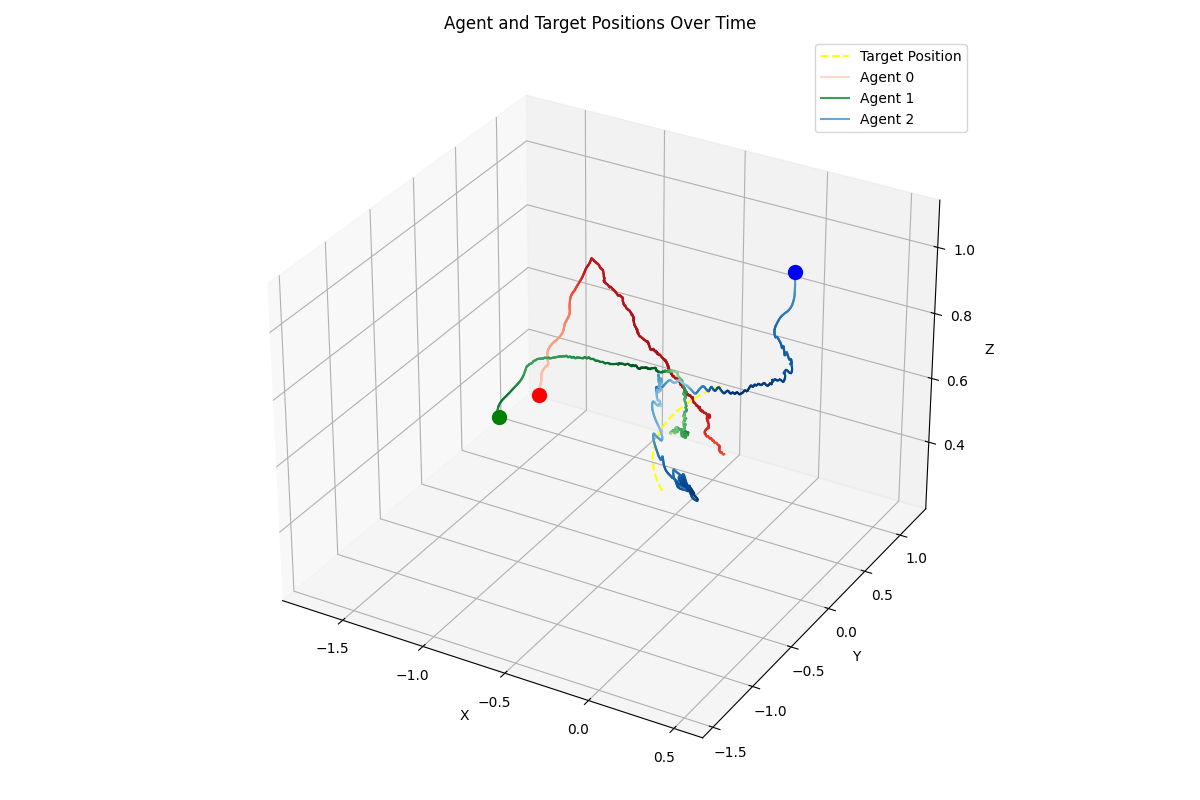 Agent and Target Positions Over Time
Target Position
Agent 0
Agent 1
Agent 2
1.0
0.8
Z
0.6
0.4
1.0
0.5
0.0
Y
−0.5
−1.0
−1.5
−1.5
−1.0
−0.5
X
0.0
0.5